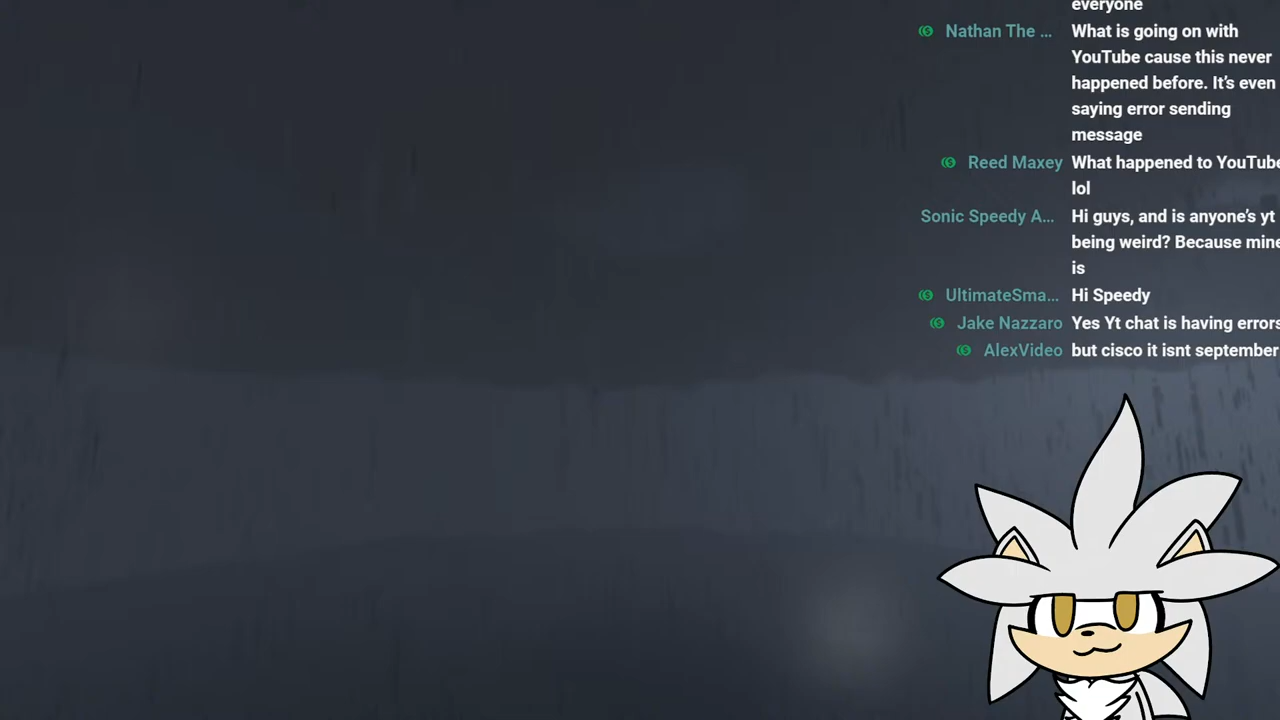 everyone
Nathan The ... What is going on with
YouTube cause this never
happened before. It's even
saying error sending
message
Reed Maxey What happened to YouTube
lol
Sonic Speedy A... Hi guys, and is anyone's yt
being weird? Because mine
is
UltimateSma... Hi Speedy
Jake Nazzaro Yes Yt chat is having errors
AlexVideo but cisco it isnt september